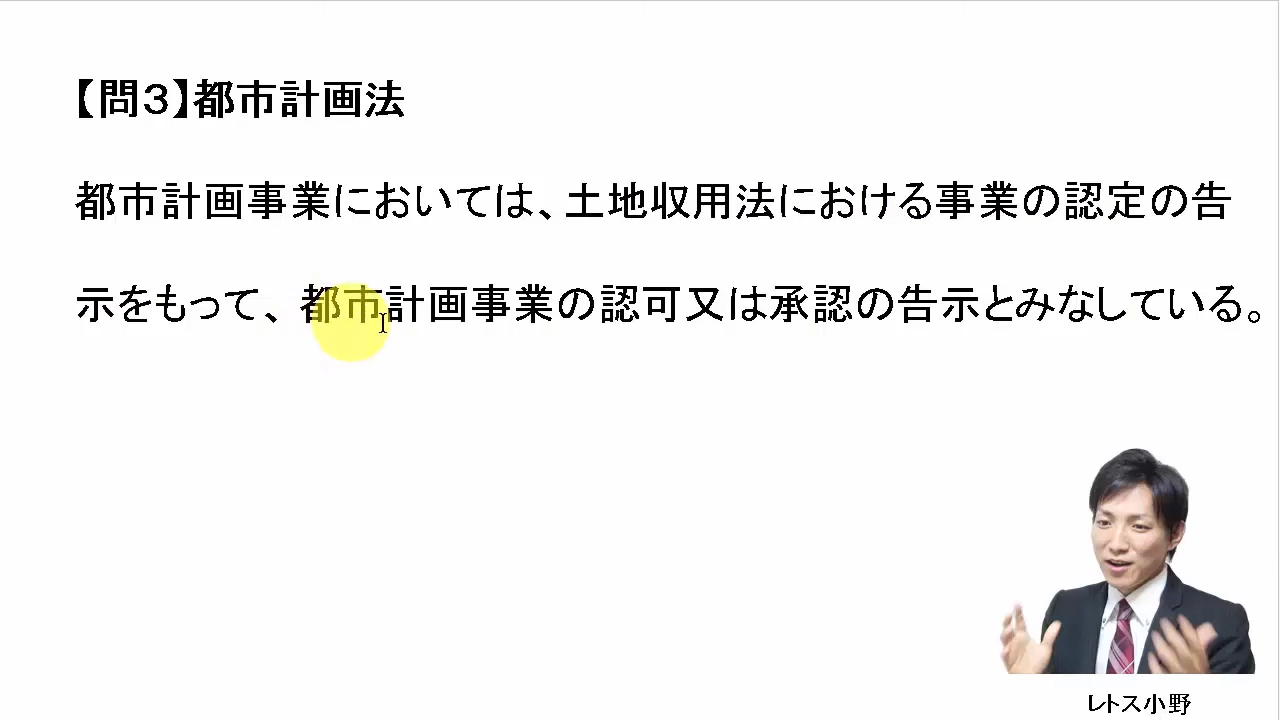 【問３】都市計画法
都市計画事業においては、土地収用法における事業の認定の告
示をもって、都市計画事業の認可又は承認の告示とみなしている。
レトス小野